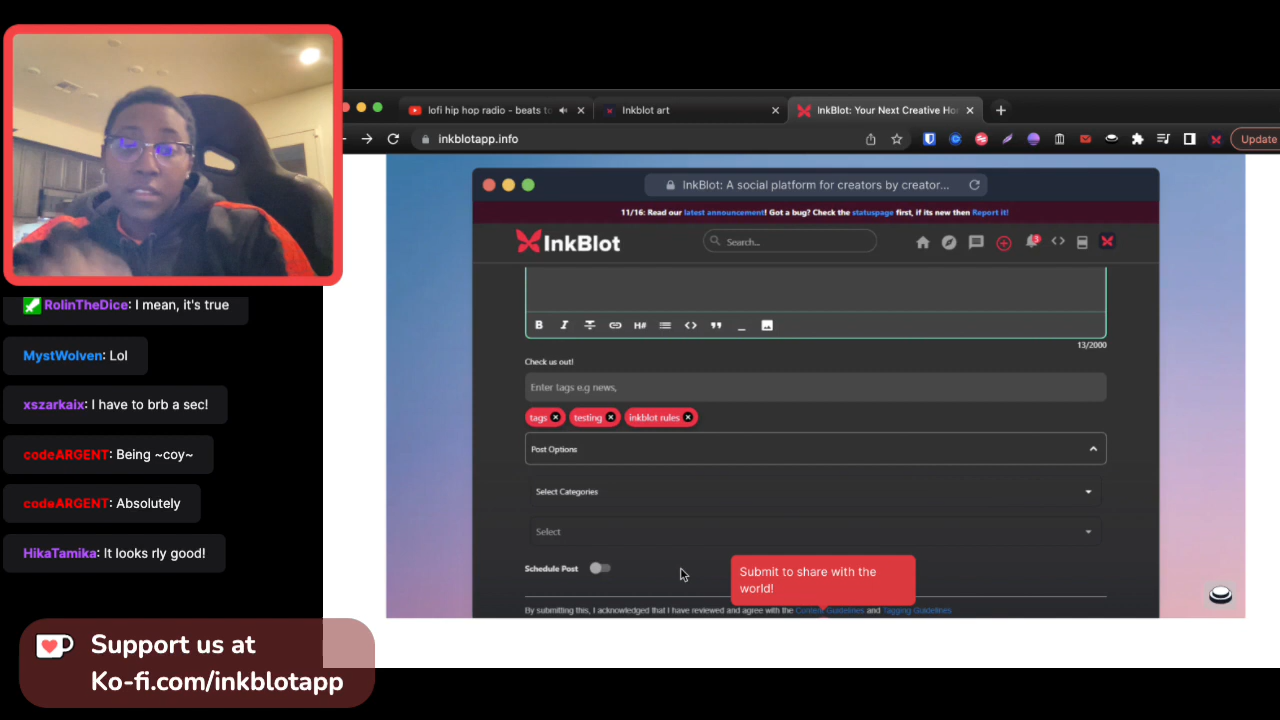 lofi hip hop radio - beats to
Inkblot art
InkBlot: Your Next Creative Ho
inkblotapp.info
Update
InkBlot: A social platform for creators by creator...
11/16: Read our latest announcement! Got a bug? Check the statuspage first, if its new then Report it!
InkBlot
Search...
3
B I H# <> _
13/2000
Check us out!
Enter tags e.g news,
tags testing inkblot rules
Post Options
Select Categories
Select
Schedule Post
Submit to share with the
world!
By submitting this, I acknowledged that I have reviewed and agree with the Content Guidelines and Tagging Guidelines
RolinTheDice: I mean, it's true
MystWolven: Lol
xszarkaix: I have to brb a sec!
codeARGENT: Being ~coy~
codeARGENT: Absolutely
HikaTamika: It looks rly good!
Support us at
Ko-fi.com/inkblotapp